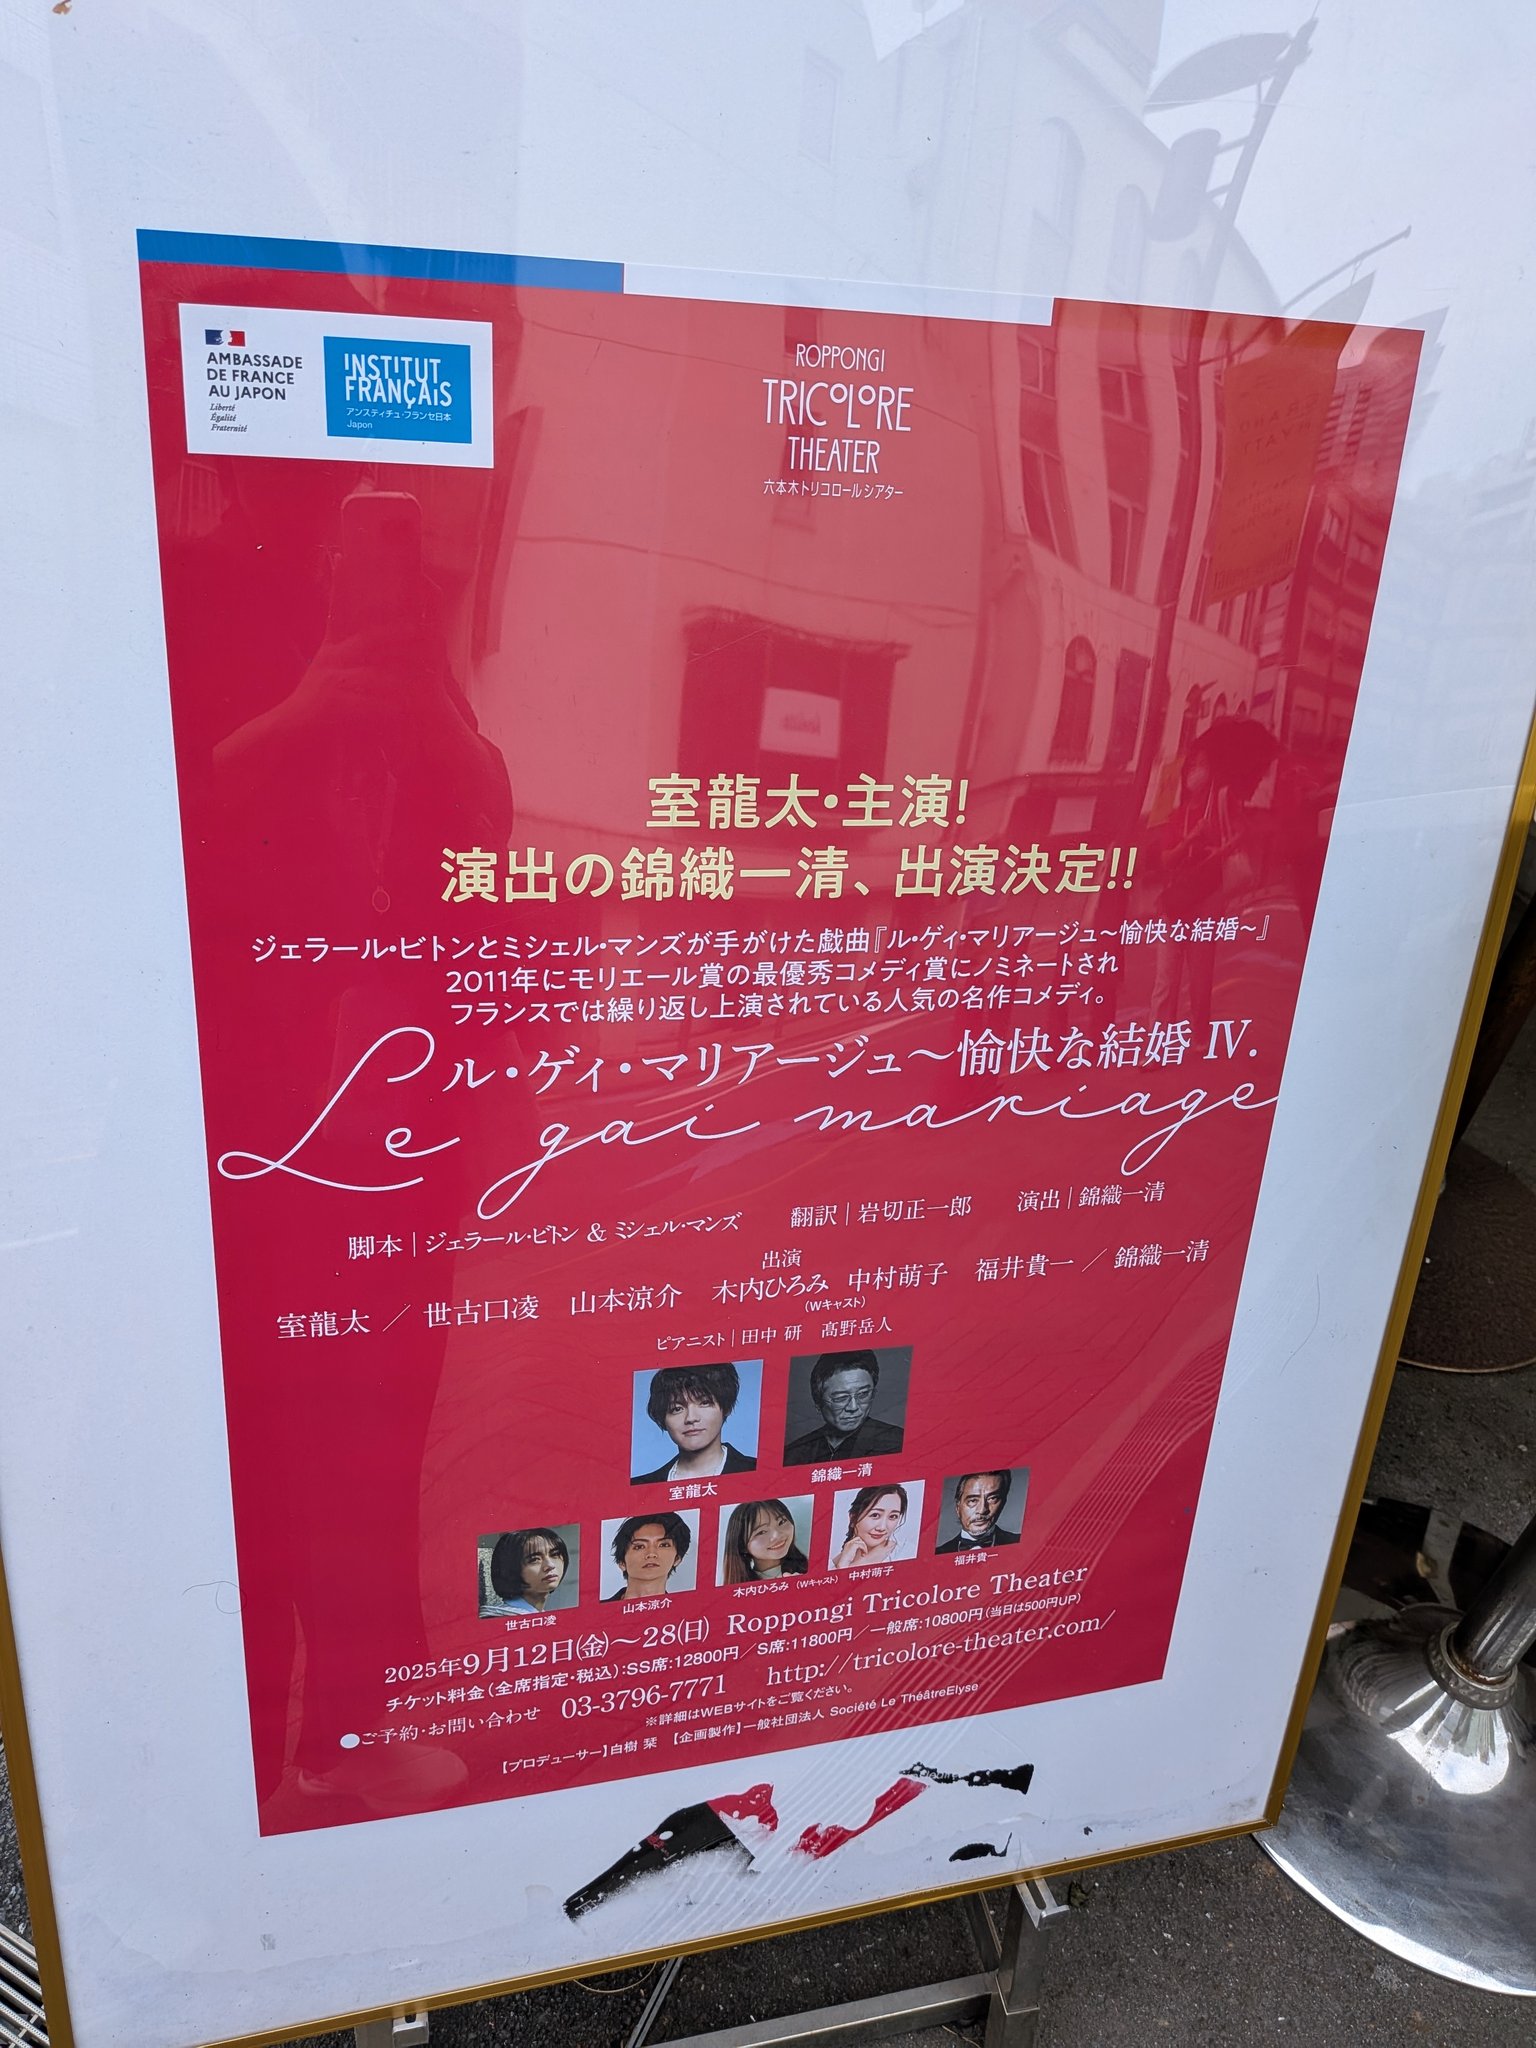 AMBASSADE
DE FRANCE
AU JAPON
Liberté
Égalité
Fraternité
INSTITUT
FRANÇAIS
アンスティチュ・フランセ日本
Japon
ROPPONGI
TRICOLORE
THEATER
六本木トリコロールシアター
室龍太・主演!
演出の錦織一清、出演決定!!
ジェラール・ビトンとミシェル・マンズが手がけた戯曲『ル・ゲィ・マリアージュ～愉快な結婚～』
2011年にモリエール賞の最優秀コメディ賞にノミネートされ
フランスでは繰り返し上演されている人気の名作コメディ。
ル・ゲィ・マリアージュ～愉快な結婚 IV.
Le gai mariage
脚本｜ジェラール・ビトン & ミシェル・マンズ 翻訳｜岩切正一郎 演出｜錦織一清
出演
室龍太 ／ 世古口凌 山本涼介 木内ひろみ 中村萌子 福井貴一 ／ 錦織一清
(Wキャスト)
ピアニスト｜田中 研 髙野岳人
室龍太 錦織一清
世古口凌 山本涼介 木内ひろみ (Wキャスト) 中村萌子 福井貴一
2025年9月12日(金)～28(日) Roppongi Tricolore Theater
チケット料金(全席指定・税込):SS席:12800円／S席:11800円／一般席:10800円(当日は500円UP)
●ご予約・お問い合わせ 03-3796-7771 http://tricolore-theater.com/
※詳細はWEBサイトをご覧ください。
【プロデューサー】白樹 栞 【企画製作】一般社団法人 Société Le ThéâtreElyse